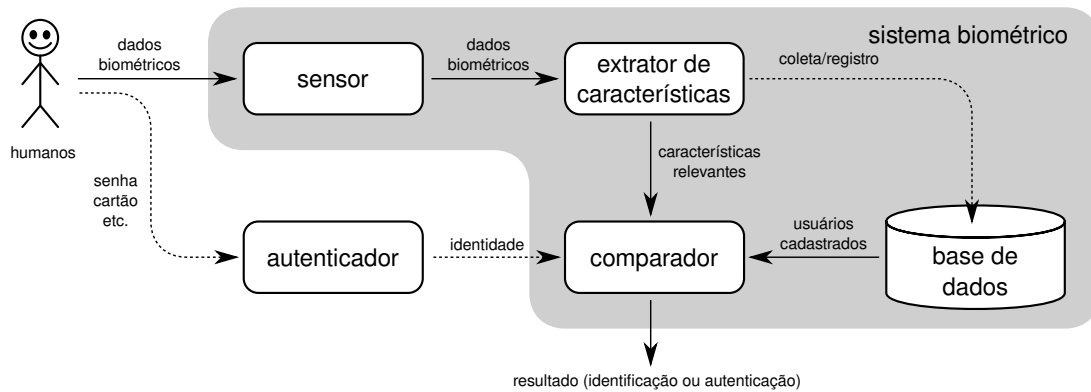 sistema biométrico
dados
biométricos
sensor
dados
biométricos
extrator de
características
coleta/registro
humanos
características
relevantes
senha
cartão
etc.
autenticador
identidade
comparador
usuários
cadastrados
base de
dados
resultado (identificação ou autenticação)